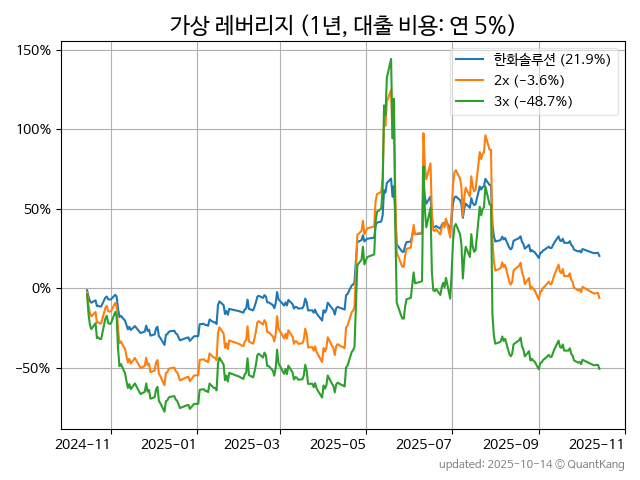 가상 레버리지 (1년, 대출 비용: 연 5%)
150%
100%
50%
0%
−50%
한화솔루션 (21.9%)
2x (−3.6%)
3x (−48.7%)
2024-11
2025-01
2025-03
2025-05
2025-07
2025-09
2025-11
updated: 2025-10-14 © QuantKang